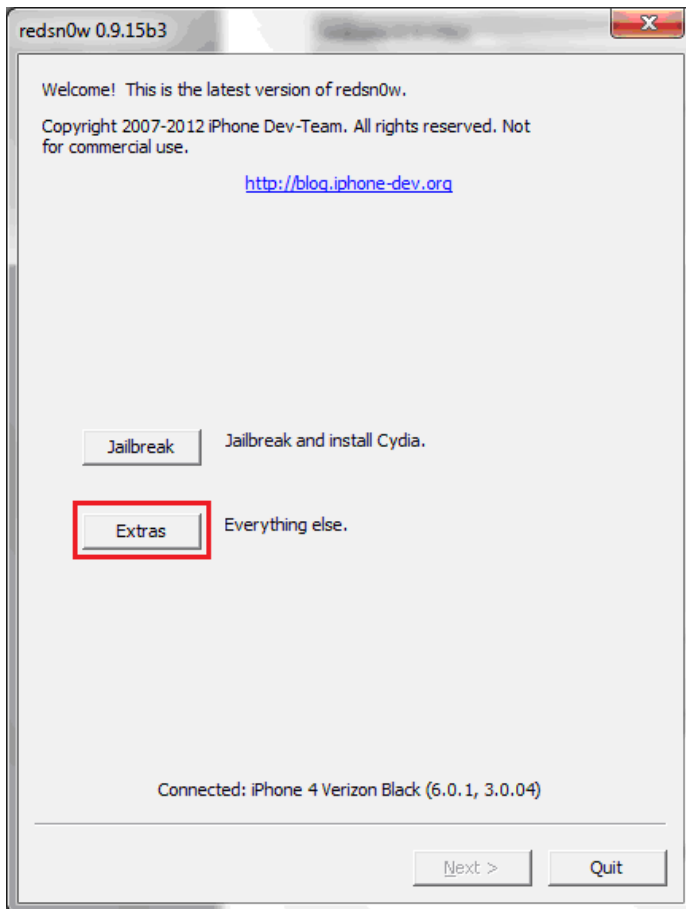 redsn0w 0.9.15b3
Welcome! This is the latest version of redsn0w.
Copyright 2007-2012 iPhone Dev-Team. All rights reserved. Not
for commercial use.
http://blog.iphone-dev.org
Jailbreak
Jailbreak and install Cydia.
Extras
Everything else.
Connected: iPhone 4 Verizon Black (6.0.1, 3.0.04)
Next >
Quit